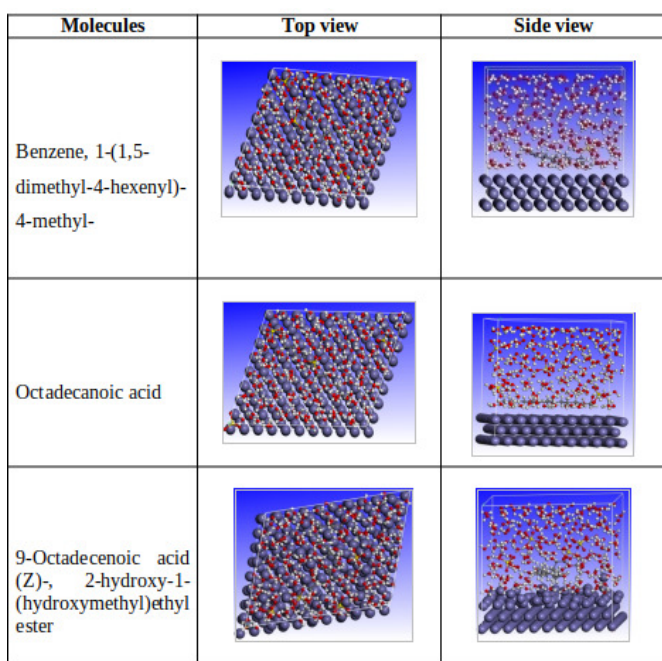 Molecules Top view Side view
Benzene, 1-(1,5-
dimethyl-4-hexenyl)-
4-methyl-
Octadecanoic acid
9-Octadecenoic acid
(Z)-, 2-hydroxy-1-
(hydroxymethyl)ethyl
ester